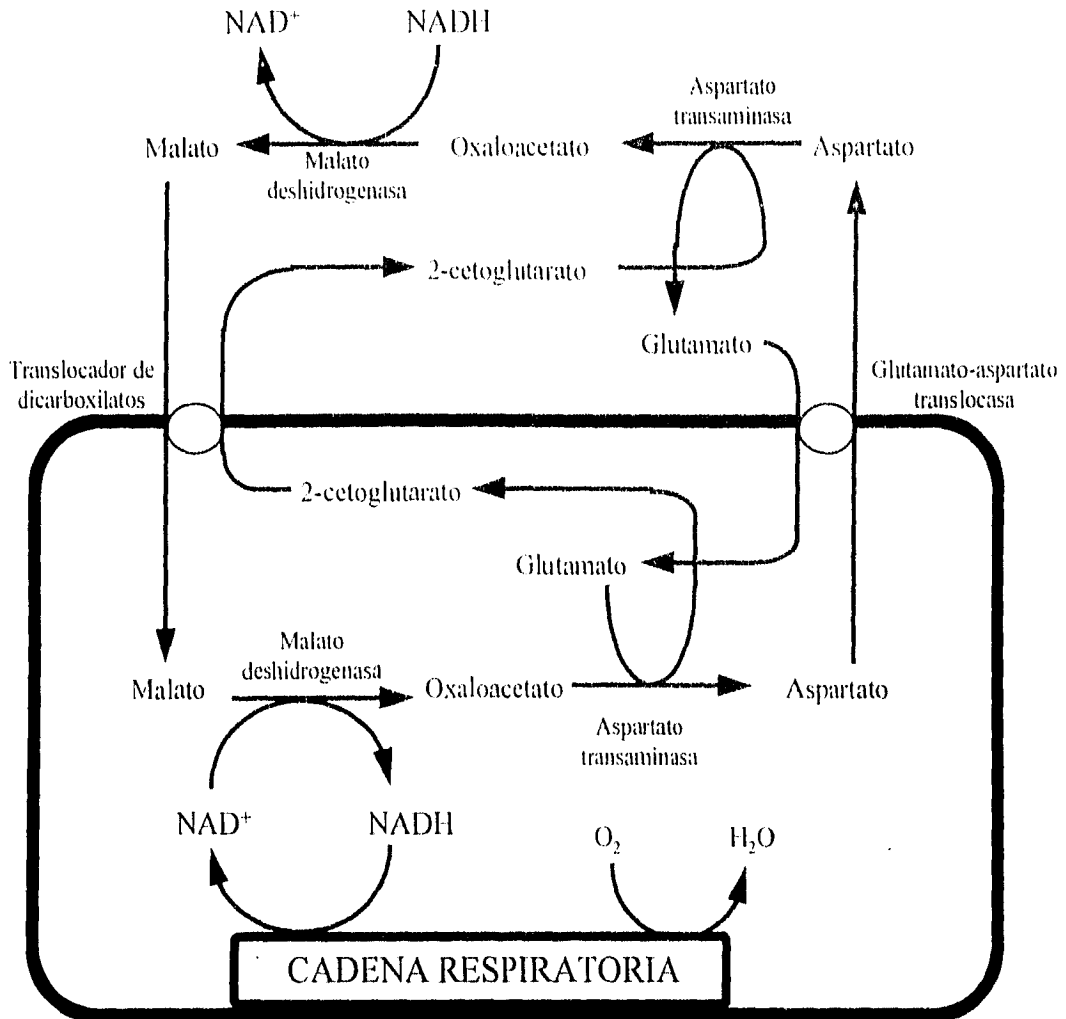 NAD⁺ NADH
Aspartato
transaminasa
Malato Oxaloacetato Aspartato
Malato
deshidrogenasa
2-cetoglutarato
Glutamato
Translocador de
dicarboxilatos
Glutamato-aspartato
translocasa
2-cetoglutarato
Glutamato
Malato
deshidrogenasa
Malato Oxaloacetato Aspartato
Aspartato
transaminasa
NAD⁺ NADH O₂ H₂O
CADENA RESPIRATORIA